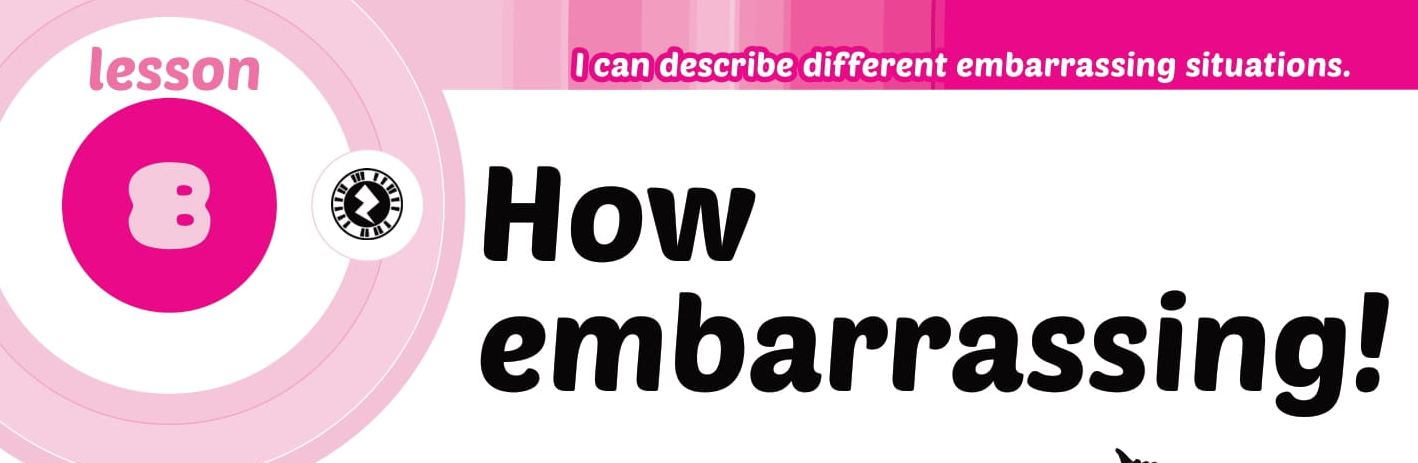 I can describe different embarrassing situations.
lesson
8
How
embarrassing!